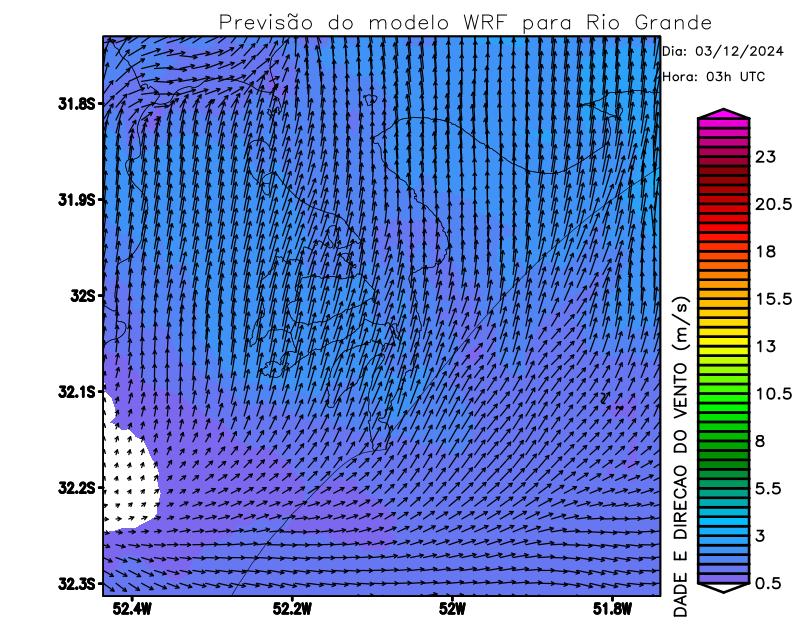 Previsão do modelo WRF para Rio Grande
Dia: 03/12/2024
Hora: 03h UTC
31.8S
31.9S
32S
32.1S
32.2S
32.3S
52.4W
52.2W
52W
51.8W
23
20.5
18
15.5
13
10.5
8
5.5
3
0.5
DADE E DIRECAO DO VENTO (m/s)